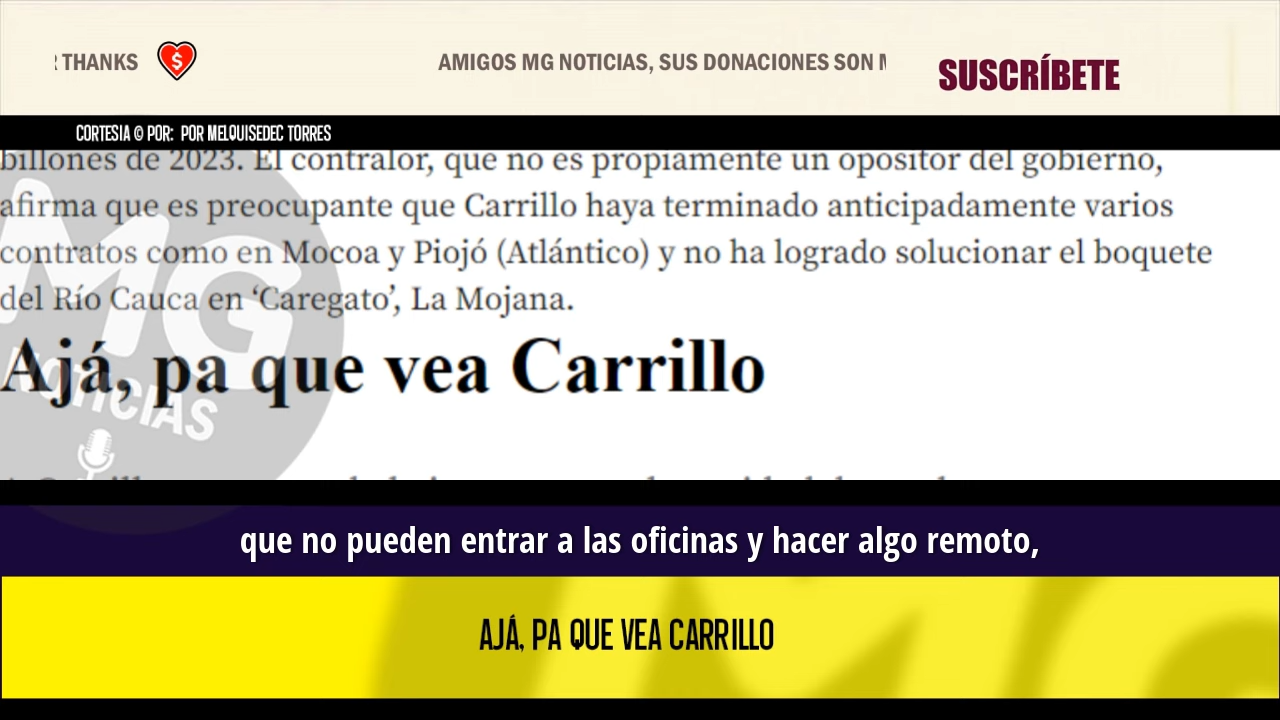 THANKS
AMIGOS MG NOTICIAS, SUS DONACIONES SON
SUSCRÍBETE
CORTESIA © POR: POR MELQUISEDEC TORRES
billones de 2023. El contralor, que no es propiamente un opositor del gobierno,
afirma que es preocupante que Carrillo haya terminado anticipadamente varios
contratos como en Mocoa y Piojó (Atlántico) y no ha logrado solucionar el boquete
del Río Cauca en ‘Caregato’, La Mojana.
Ajá, pa que vea Carrillo
MG
NOTICIAS
que no pueden entrar a las oficinas y hacer algo remoto,
AJÁ, PA QUE VEA CARRILLO